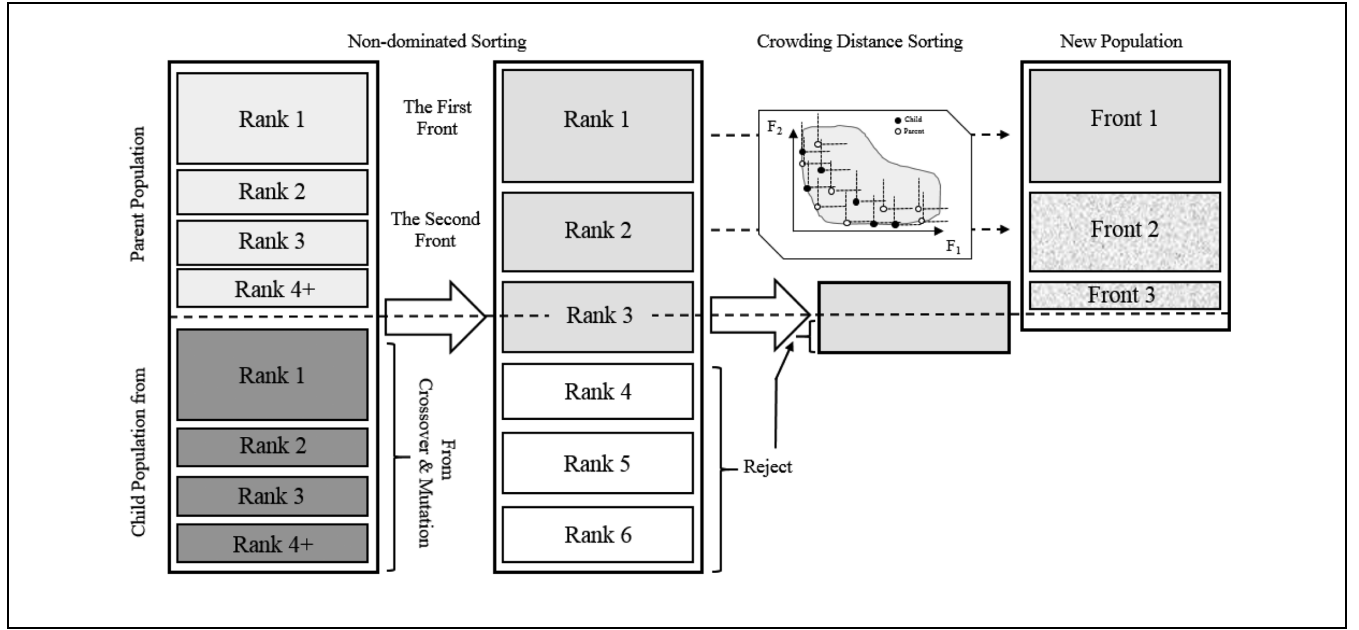 Non-dominated Sorting
Crowding Distance Sorting
New Population
Parent Population
Rank 1
Rank 2
Rank 3
Rank 4+
Child Population from
Rank 1
Rank 2
Rank 3
Rank 4+
From
Crossover & Mutation
The First
Front
The Second
Front
Rank 1
Rank 2
Rank 3
Rank 4
Rank 5
Rank 6
Reject
F2
Child
Parent
F1
Front 1
Front 2
Front 3